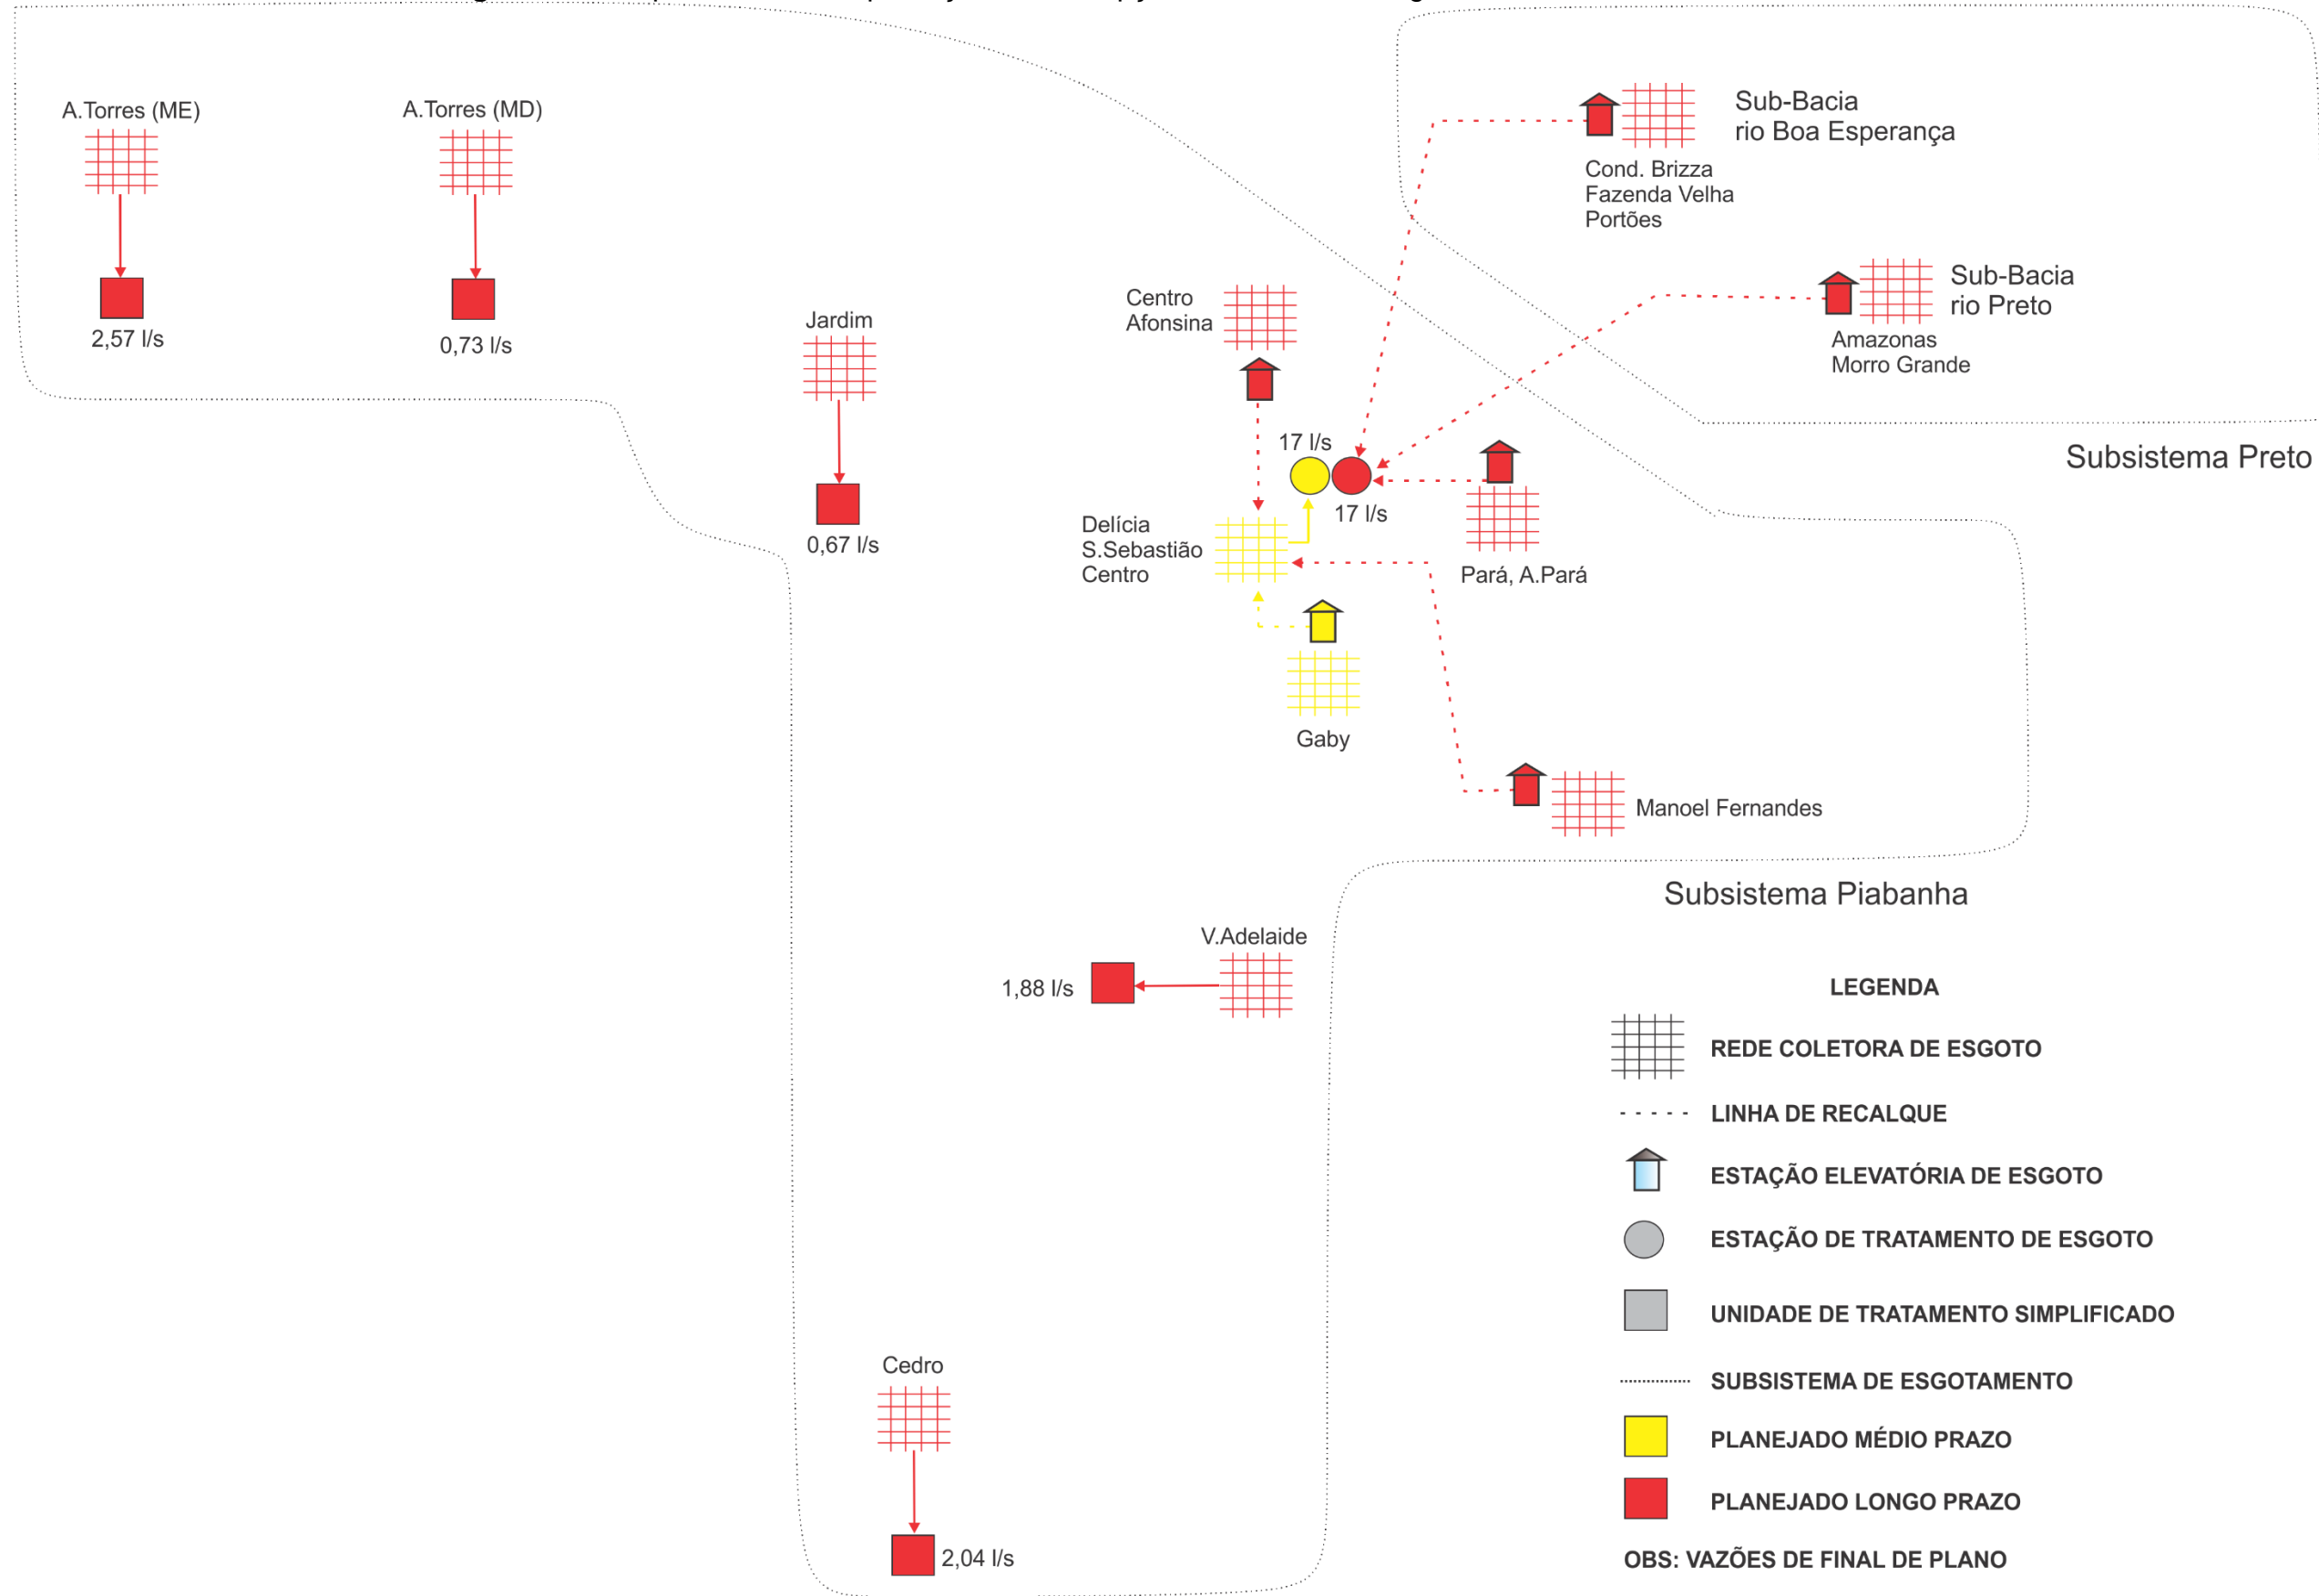 A.Torres (ME)
2,57 l/s
A.Torres (MD)
0,73 l/s
Jardim
0,67 l/s
Centro
Afonsina
17 l/s
17 l/s
Delícia
S.Sebastião
Centro
Gaby
Pará, A.Pará
Manoel Fernandes
Sub-Bacia
rio Boa Esperança
Cond. Brizza
Fazenda Velha
Portões
Sub-Bacia
rio Preto
Amazonas
Morro Grande
Subsistema Preto
Subsistema Piabanha
V.Adelaide
1,88 l/s
Cedro
2,04 l/s
LEGENDA
REDE COLETORA DE ESGOTO
LINHA DE RECALQUE
ESTAÇÃO ELEVATÓRIA DE ESGOTO
ESTAÇÃO DE TRATAMENTO DE ESGOTO
UNIDADE DE TRATAMENTO SIMPLIFICADO
SUBSISTEMA DE ESGOTAMENTO
PLANEJADO MÉDIO PRAZO
PLANEJADO LONGO PRAZO
OBS: VAZÕES DE FINAL DE PLANO